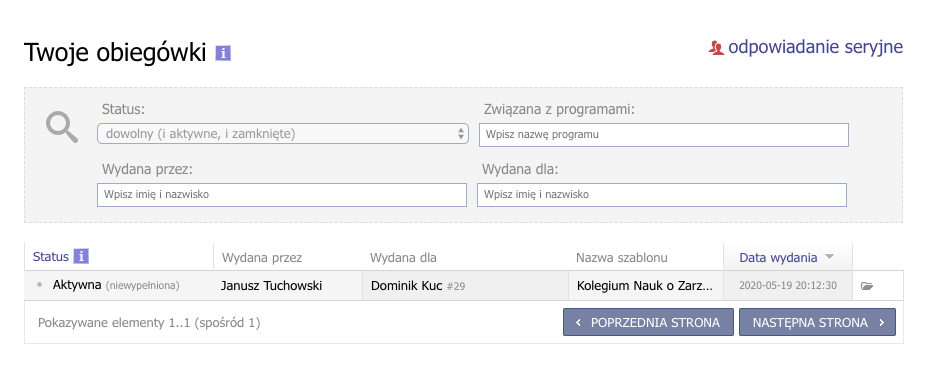 Twoje obiegówki i
odpowiadanie seryjne
Status:
Związana z programami:
dowolny (i aktywne, i zamknięte)
Wpisz nazwę programu
Wydana przez:
Wydana dla:
Wpisz imię i nazwisko
Wpisz imię i nazwisko
Status i Wydana przez Wydana dla Nazwa szablonu Data wydania
Aktywna (niewypełniona) Janusz Tuchowski Dominik Kuc #29 Kolegium Nauk o Zarz... 2020-05-19 20:12:30
Pokazywane elementy 1..1 (spośród 1)
‹ POPRZEDNIA STRONA
NASTĘPNA STRONA ›